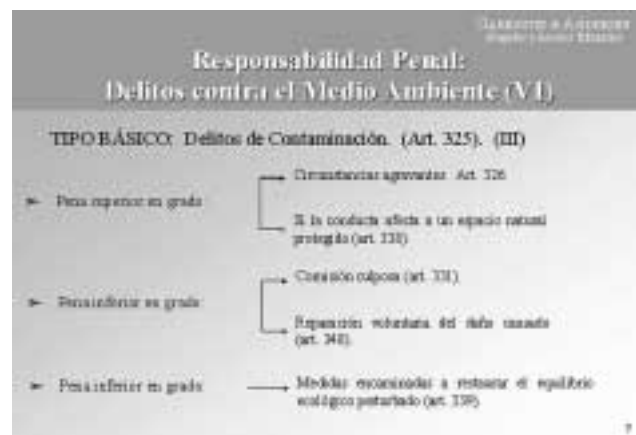 GARRIGUES & ANDERSEN
Responsabilidad Penal:
Delitos contra el Medio Ambiente (VI)
TIPO BÁSICO: Delitos de Contaminación. (Art. 325). (III)
Pena superior en grado
Circunstancias agravantes Art. 326
Si la conducta afecta a un espacio natural
protegido (art. 338)
Pena inferior en grado
Comisión culposa (art. 331)
Reparación voluntaria del daño causado
(art. 340).
Pena inferior en grado
Medidas encaminadas a restaurar el equilibrio
ecológico perturbado (art. 339)